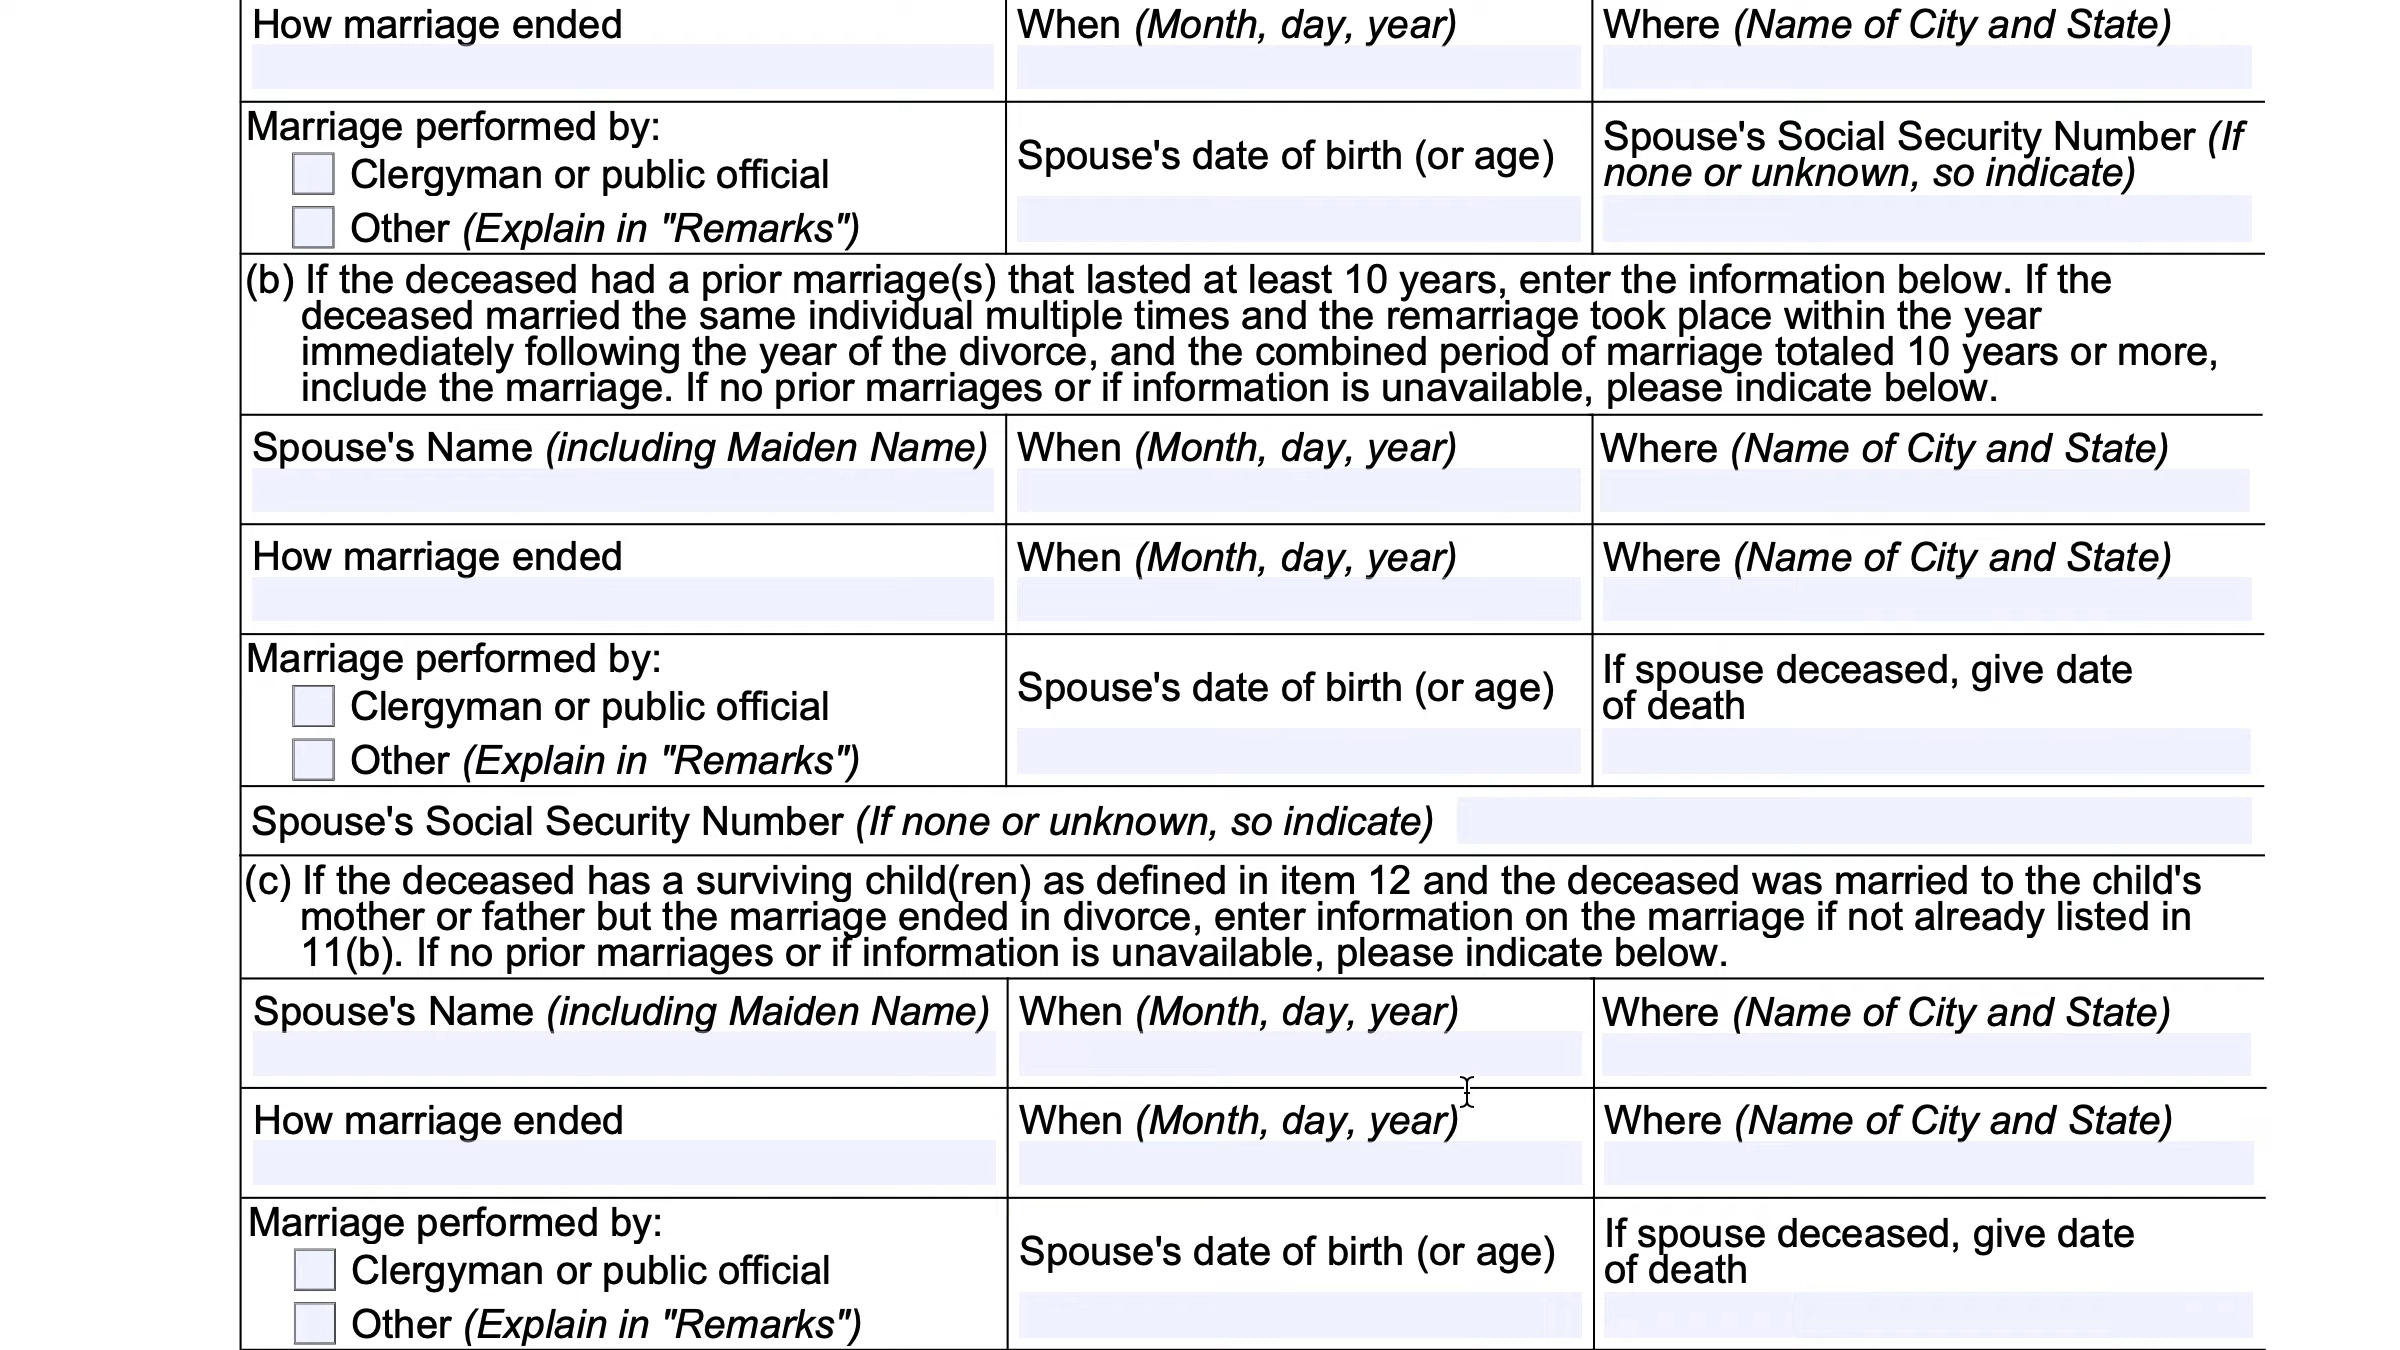 How marriage ended
When (Month, day, year)
Where (Name of City and State)
Marriage performed by:
Clergyman or public official
Other (Explain in "Remarks")
Spouse's date of birth (or age)
Spouse's Social Security Number (If
none or unknown, so indicate)
(b) If the deceased had a prior marriage(s) that lasted at least 10 years, enter the information below. If the
deceased married the same individual multiple times and the remarriage took place within the year
immediately following the year of the divorce, and the combined period of marriage totaled 10 years or more,
include the marriage. If no prior marriages or if information is unavailable, please indicate below.
Spouse's Name (including Maiden Name)
When (Month, day, year)
Where (Name of City and State)
How marriage ended
When (Month, day, year)
Where (Name of City and State)
Marriage performed by:
Clergyman or public official
Other (Explain in "Remarks")
Spouse's date of birth (or age)
If spouse deceased, give date
of death
Spouse's Social Security Number (If none or unknown, so indicate)
(c) If the deceased has a surviving child(ren) as defined in item 12 and the deceased was married to the child's
mother or father but the marriage ended in divorce, enter information on the marriage if not already listed in
11(b). If no prior marriages or if information is unavailable, please indicate below.
Spouse's Name (including Maiden Name)
When (Month, day, year)
Where (Name of City and State)
How marriage ended
When (Month, day, year)
Where (Name of City and State)
Marriage performed by:
Clergyman or public official
Other (Explain in "Remarks")
Spouse's date of birth (or age)
If spouse deceased, give date
of death